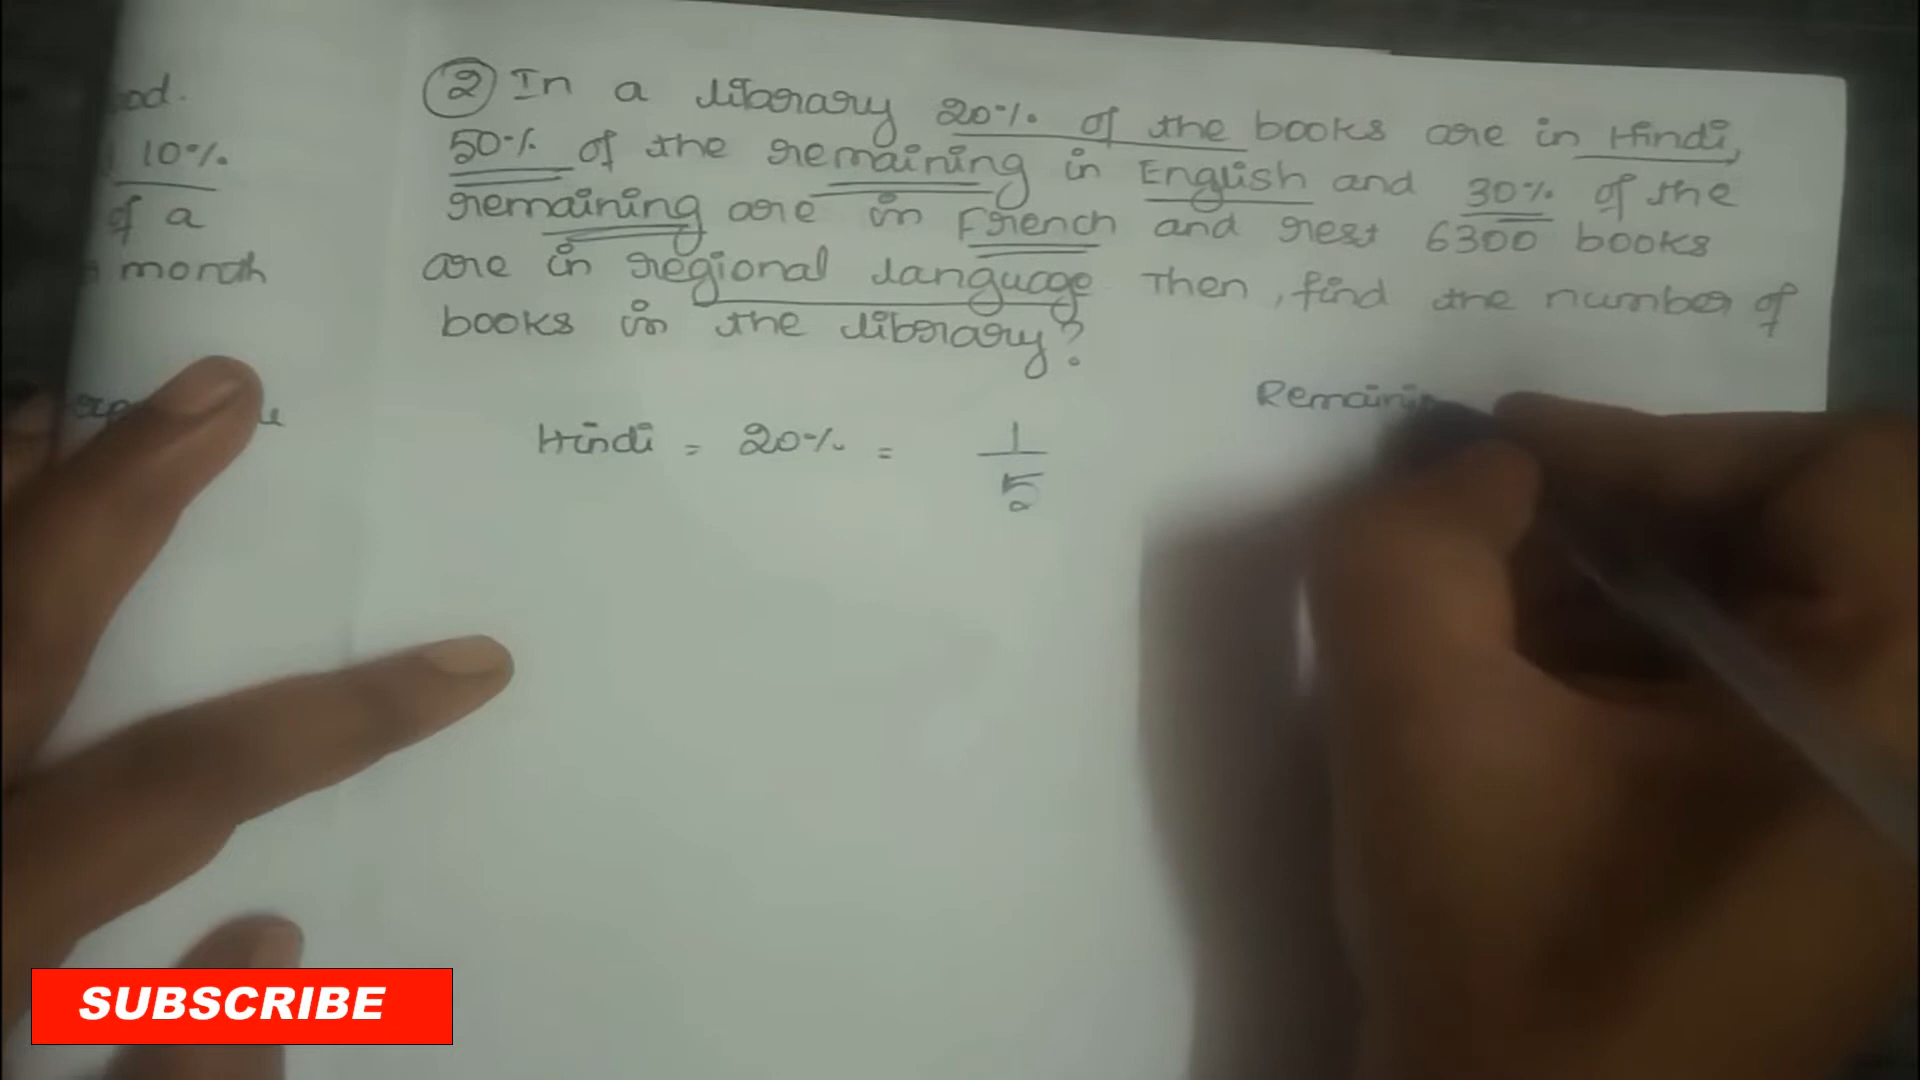 ② In a library 20% of the books are in Hindi,
50% of the remaining in English and 30% of the
remaining are in French and rest 6300 books
are in regional language Then, find the number of
books in the library?
od.
10%
of a
month
Hindi = 20% = 1/5
SUBSCRIBE